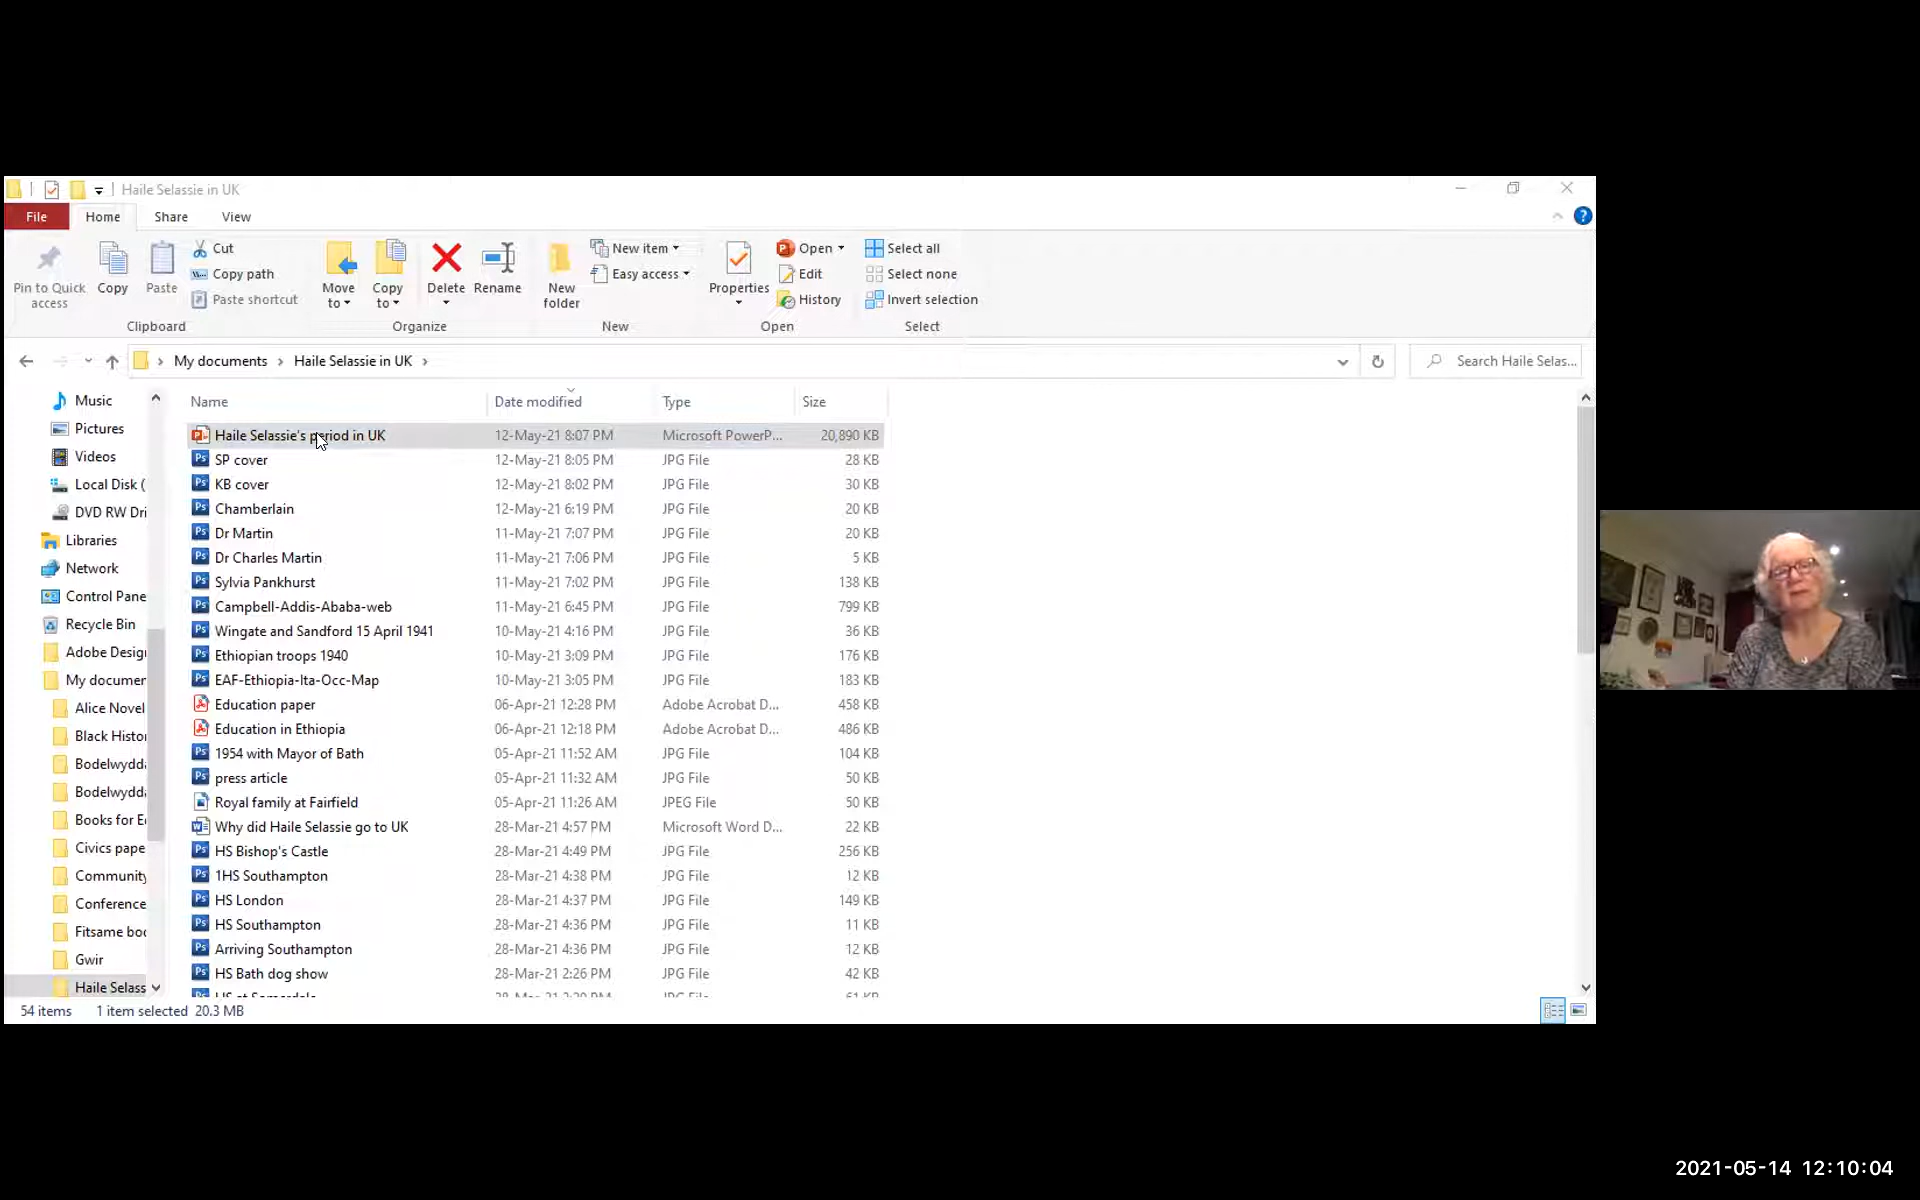 Haile Selassie in UK
File Home Share View
Pin to Quick access
Copy
Paste
Cut
Copy path
Paste shortcut
Clipboard
Move to
Copy to
Delete
Rename
Organize
New folder
New item
Easy access
New
Properties
Open
Edit
History
Open
Select all
Select none
Invert selection
Select
My documents > Haile Selassie in UK >
Search Haile Selas...
Music
Pictures
Videos
Local Disk (
DVD RW Dri
Libraries
Network
Control Pane
Recycle Bin
Adobe Desig
My documen
Alice Novel
Black Histo
Bodelwydd
Bodelwydd
Books for E
Civics pape
Community
Conference
Fitsame boo
Gwir
Haile Selass
Name Date modified Type Size
Haile Selassie's period in UK 12-May-21 8:07 PM Microsoft PowerP... 20,890 KB
SP cover 12-May-21 8:05 PM JPG File 28 KB
KB cover 12-May-21 8:02 PM JPG File 30 KB
Chamberlain 12-May-21 6:19 PM JPG File 20 KB
Dr Martin 11-May-21 7:07 PM JPG File 20 KB
Dr Charles Martin 11-May-21 7:06 PM JPG File 5 KB
Sylvia Pankhurst 11-May-21 7:02 PM JPG File 138 KB
Campbell-Addis-Ababa-web 11-May-21 6:45 PM JPG File 799 KB
Wingate and Sandford 15 April 1941 10-May-21 4:16 PM JPG File 36 KB
Ethiopian troops 1940 10-May-21 3:09 PM JPG File 176 KB
EAF-Ethiopia-Ita-Occ-Map 10-May-21 3:05 PM JPG File 183 KB
Education paper 06-Apr-21 12:28 PM Adobe Acrobat D... 458 KB
Education in Ethiopia 06-Apr-21 12:18 PM Adobe Acrobat D... 486 KB
1954 with Mayor of Bath 05-Apr-21 11:52 AM JPG File 104 KB
press article 05-Apr-21 11:32 AM JPG File 50 KB
Royal family at Fairfield 05-Apr-21 11:26 AM JPEG File 50 KB
Why did Haile Selassie go to UK 28-Mar-21 4:57 PM Microsoft Word D... 22 KB
HS Bishop's Castle 28-Mar-21 4:49 PM JPG File 256 KB
1HS Southampton 28-Mar-21 4:38 PM JPG File 12 KB
HS London 28-Mar-21 4:37 PM JPG File 149 KB
HS Southampton 28-Mar-21 4:36 PM JPG File 11 KB
Arriving Southampton 28-Mar-21 4:36 PM JPG File 12 KB
HS Bath dog show 28-Mar-21 2:26 PM JPG File 42 KB
54 items 1 item selected 20.3 MB
2021-05-14 12:10:04